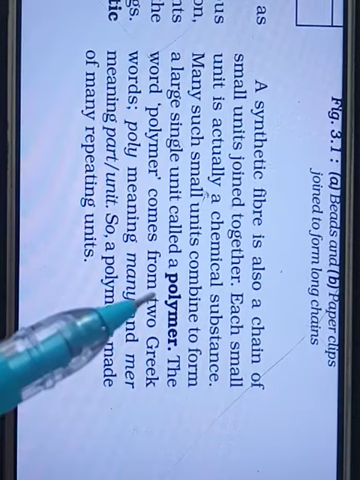 Fig. 3.1 : (a) Beads and (b) Paper clips
joined to form long chains
A synthetic fibre is also a chain of
small units joined together. Each small
unit is actually a chemical substance.
Many such small units combine to form
a large single unit called a polymer. The
word 'polymer' comes from two Greek
words; poly meaning many and mer
meaning part/unit. So, a polym made
of many repeating units.
as
us
on,
nts
the
gs,
tic